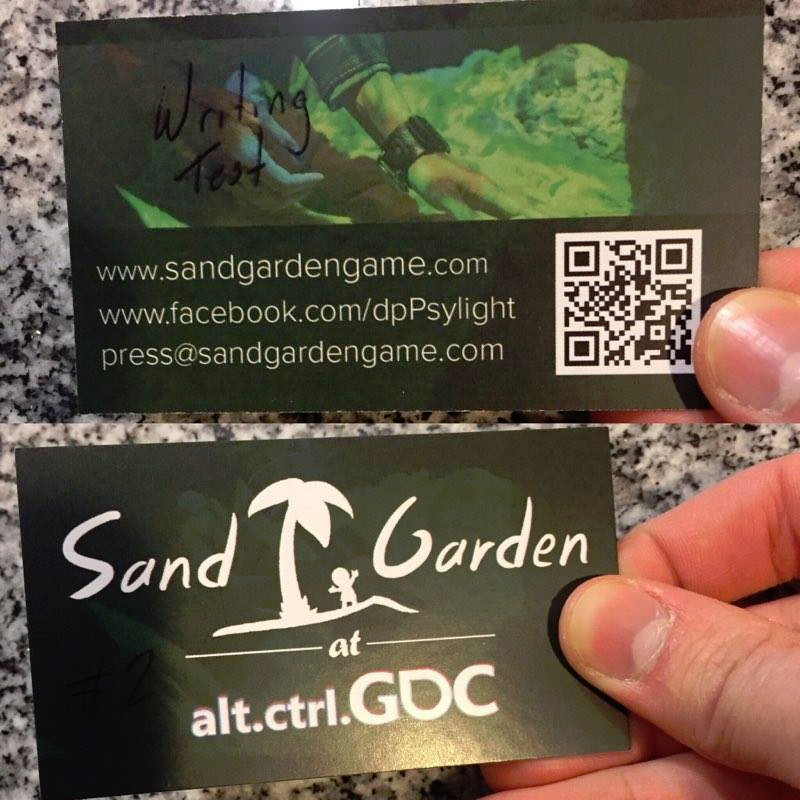 Writing
Test
www.sandgardengame.com
www.facebook.com/dpPsylight
press@sandgardengame.com
Sand Garden
at
#2
alt.ctrl.GDC